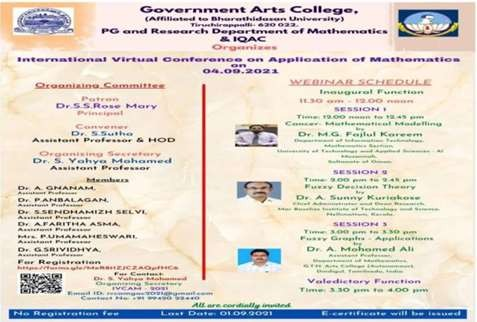 Government Arts College,
(Affiliated to Bharathidasan University)
Tiruchirappalli- 620 022.
PG and Research Department of Mathematics
& IQAC
Organizes
International Virtual Conference on Application of Mathematics
on
04.09.2021
Organizing Committee
Patron
Dr.S.S.Rose Mary
Principal
Convener
Dr. S.Sutha
Assistant Professor & HOD
Organising Secretary
Dr. S. Yahya Mohamed
Assistant Professor
Members
Dr. A. GNANAM,
Assistant Professor
Dr. P.ANBALAGAN,
Assistant Professor
Dr. S.SENDHAMIZH SELVI,
Assistant Professor
Dr. A.FARITHA ASMA,
Assistant Professor
Mrs. P.UMAMAHESWARI,
Assistant Professor
Dr. G.SRIVIDHYA,
Assistant Professor
For Registration
For Contact:
Dr. S. Yahya Mohamed
Organizing Secretary
IVCAM - 2021
Contact No: +91 99420 52440
WEBINAR SCHEDULE
Inaugural Function
11.30 am - 12.00 noon
SESSION 1
Time: 12.00 noon to 12.45 pm
Cancer- Mathematical Modelling
by
Dr. M.G. Fajlul Kareem
Department of Information Technology,
Mathematics Section,
University of Technology and Applied Sciences - Al
Musannah,
Sultanate of Oman.
SESSION 2
Time: 2.00 pm to 2.45 pm
Fuzzy Decision Theory
by
Dr. A. Sunny Kuriakose
Chief Administrator and Dean Research,
Mar Baselios Institute of Technology and Science,
Nellimattom, Kerala.
SESSION 3
Time: 3.00 pm to 3.30 pm
Fuzzy Graphs - Applications
by
Dr. A. Mohamed Ali
Assistant Professor,
Department of Mathematics,
G.T.N. Arts College (Autonomous),
Dindigul, Tamilnadu, India
Valedictory Function
Time: 3.30 pm to 4.00 pm
All are cordially invited
No Registration fee
Last Date: 01.09.2021
E-certificate will be issued